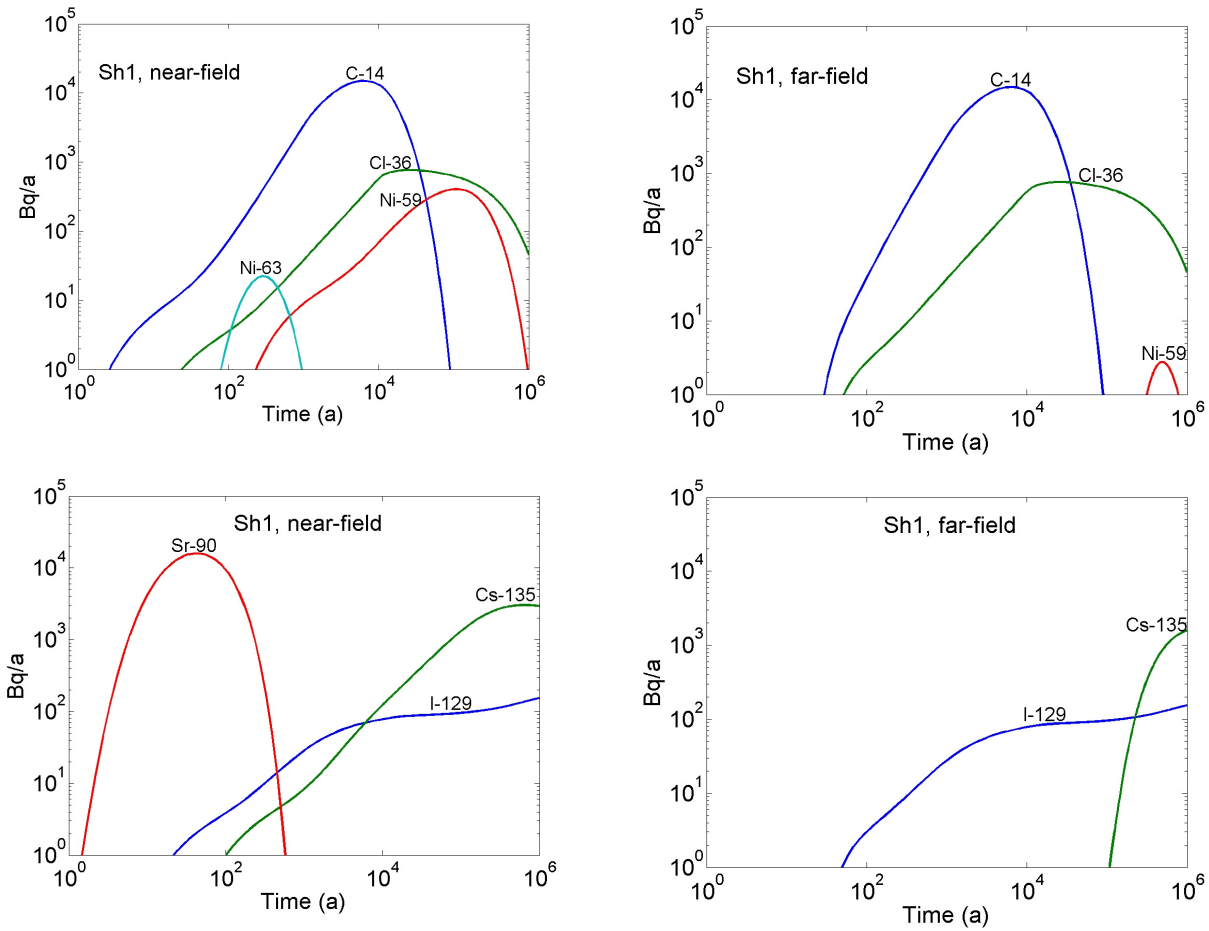 10^5
10^4
10^3
10^2
10^1
10^0
Bq/a
Sh1, near-field
C-14
Cl-36
Ni-59
Ni-63
10^0
10^2
10^4
10^6
Time (a)
10^5
10^4
10^3
10^2
10^1
10^0
Bq/a
Sh1, far-field
C-14
Cl-36
Ni-59
10^0
10^2
10^4
10^6
Time (a)
10^5
10^4
10^3
10^2
10^1
10^0
Bq/a
Sh1, near-field
Sr-90
Cs-135
I-129
10^0
10^2
10^4
10^6
Time (a)
10^5
10^4
10^3
10^2
10^1
10^0
Bq/a
Sh1, far-field
Cs-135
I-129
10^0
10^2
10^4
10^6
Time (a)